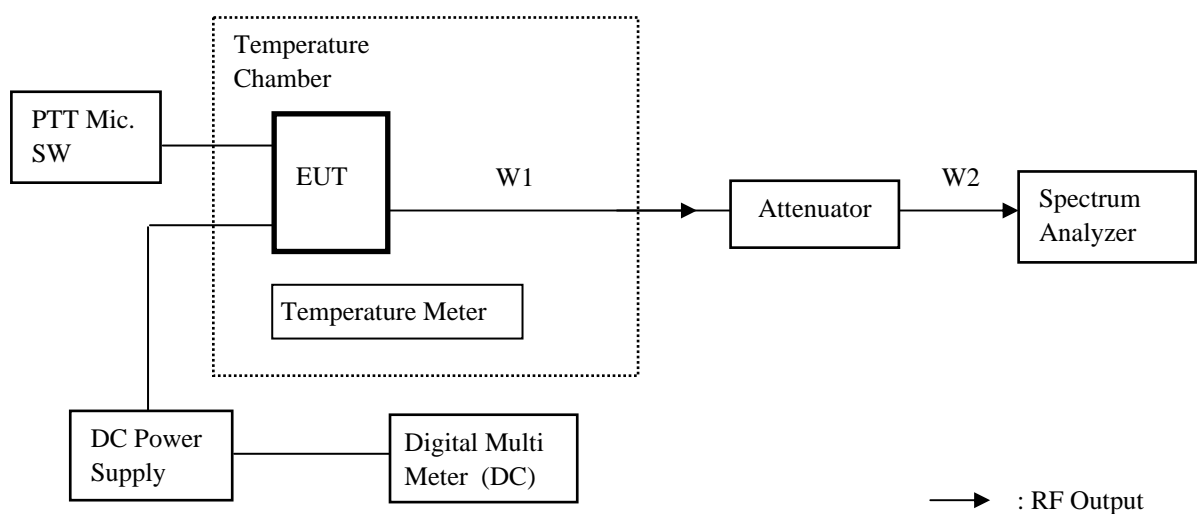 Temperature
Chamber
PTT Mic.
SW
EUT
W1
Attenuator
W2
Spectrum
Analyzer
Temperature Meter
DC Power
Supply
Digital Multi
Meter (DC)
: RF Output